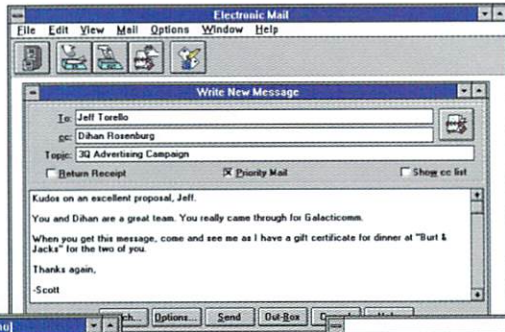 Electronic Mail
File Edit View Mail Options Window Help
Write New Message
To: Jeff Torello
cc: Dihan Rosenburg
Topic: 3Q Advertising Campaign
Return Receipt Priority Mail Show cc list
Kudos on an excellent proposal, Jeff.
You and Dihan are a great team. You really came through for Galacticomm.
When you get this message, come and see me as I have a gift certificate for dinner at "Burt &
Jacks" for the two of you.
Thanks again,
-Scott
Options... Send Out-Box